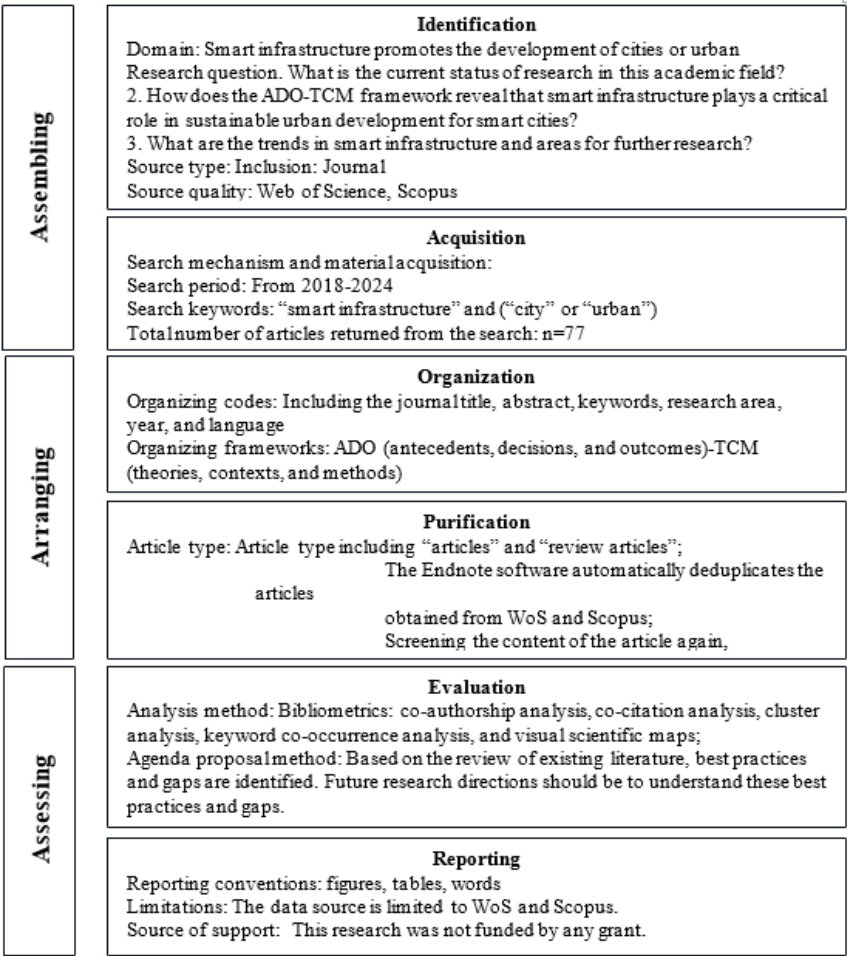 Assembling
Identification
Domain: Smart infrastructure promotes the development of cities or urban
Research question. What is the current status of research in this academic field?
2. How does the ADO-TCM framework reveal that smart infrastructure plays a critical
role in sustainable urban development for smart cities?
3. What are the trends in smart infrastructure and areas for further research?
Source type: Inclusion: Journal
Source quality: Web of Science, Scopus
Acquisition
Search mechanism and material acquisition:
Search period: From 2018-2024
Search keywords: “smart infrastructure” and (“city” or “urban”)
Total number of articles returned from the search: n=77
Arranging
Organization
Organizing codes: Including the journal title, abstract, keywords, research area,
year, and language
Organizing frameworks: ADO (antecedents, decisions, and outcomes)-TCM
(theories, contexts, and methods)
Purification
Article type: Article type including “articles” and “review articles”;
The Endnote software automatically deduplicates the
articles
obtained from WoS and Scopus;
Screening the content of the article again,
Assessing
Evaluation
Analysis method: Bibliometrics: co-authorship analysis, co-citation analysis, cluster
analysis, keyword co-occurrence analysis, and visual scientific maps;
Agenda proposal method: Based on the review of existing literature, best practices
and gaps are identified. Future research directions should be to understand these best
practices and gaps.
Reporting
Reporting conventions: figures, tables, words
Limitations: The data source is limited to WoS and Scopus.
Source of support: This research was not funded by any grant.